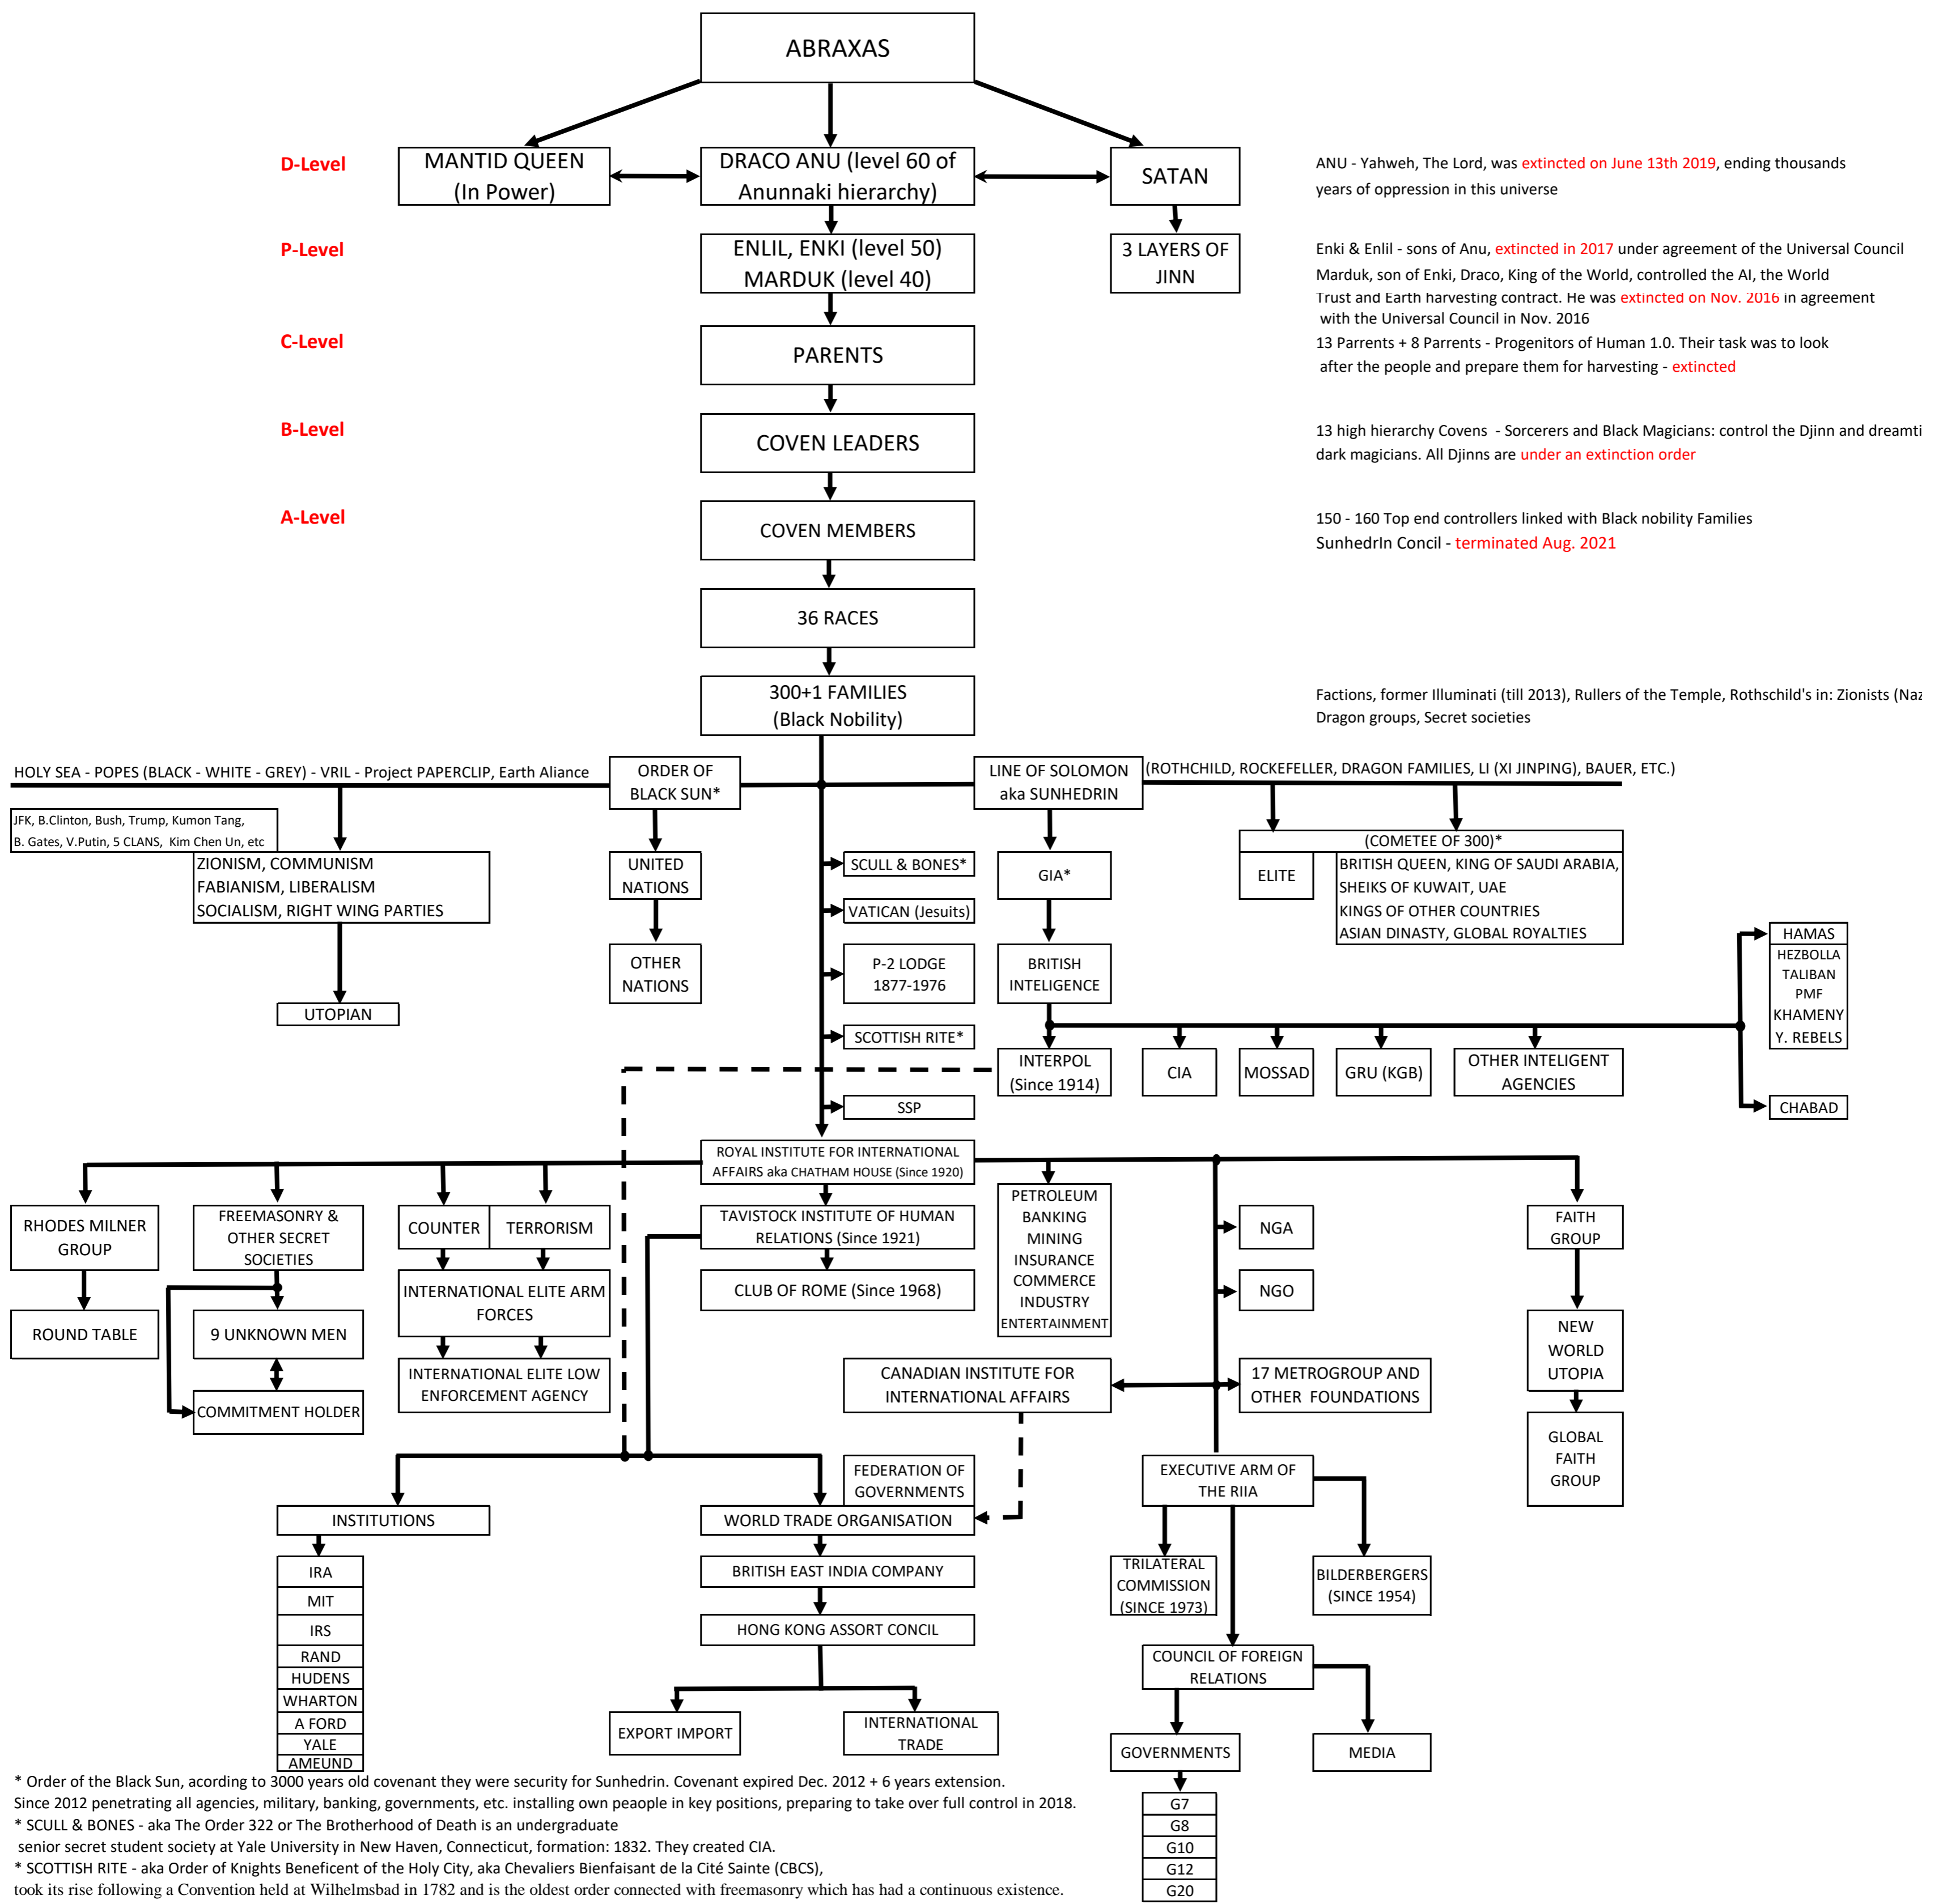 ABRAXAS
D-Level
MANTID QUEEN
(In Power)
DRACO ANU (level 60 of
Anunnaki hierarchy)
SATAN
ANU - Yahweh, The Lord, was extincted on June 13th 2019, ending thousands
years of oppression in this universe
P-Level
ENLIL, ENKI (level 50)
MARDUK (level 40)
3 LAYERS OF
JINN
Enki & Enlil - sons of Anu, extincted in 2017 under agreement of the Universal Council
Marduk, son of Enki, Draco, King of the World, controlled the AI, the World
Trust and Earth harvesting contract. He was extincted on Nov. 2016 in agreement
with the Universal Council in Nov. 2016
C-Level
PARENTS
13 Parrents + 8 Parrents - Progenitors of Human 1.0. Their task was to look
after the people and prepare them for harvesting - extincted
B-Level
COVEN LEADERS
13 high hierarchy Covens - Sorcerers and Black Magicians: control the Djinn and dreamti
dark magicians. All Djinns are under an extinction order
A-Level
COVEN MEMBERS
150 - 160 Top end controllers linked with Black nobility Families
SunhedrIn Concil - terminated Aug. 2021
36 RACES
300+1 FAMILIES
(Black Nobility)
Factions, former Illuminati (till 2013), Rullers of the Temple, Rothschild's in: Zionists (Naz
Dragon groups, Secret societies
HOLY SEA - POPES (BLACK - WHITE - GREY) - VRIL - Project PAPERCLIP, Earth Aliance
ORDER OF
BLACK SUN*
LINE OF SOLOMON
aka SUNHEDRIN
(ROTHCHILD, ROCKEFELLER, DRAGON FAMILIES, LI (XI JINPING), BAUER, ETC.)
JFK, B.Clinton, Bush, Trump, Kumon Tang,
B. Gates, V.Putin, 5 CLANS, Kim Chen Un, etc
ZIONISM, COMMUNISM
FABIANISM, LIBERALISM
SOCIALISM, RIGHT WING PARTIES
UTOPIAN
UNITED
NATIONS
OTHER
NATIONS
SCULL & BONES*
VATICAN (Jesuits)
P-2 LODGE
1877-1976
SCOTTISH RITE*
SSP
GIA*
BRITISH
INTELIGENCE
INTERPOL
(Since 1914)
(COMETEE OF 300)*
ELITE
BRITISH QUEEN, KING OF SAUDI ARABIA,
SHEIKS OF KUWAIT, UAE
KINGS OF OTHER COUNTRIES
ASIAN DINASTY, GLOBAL ROYALTIES
CIA
MOSSAD
GRU (KGB)
OTHER INTELIGENT
AGENCIES
HAMAS
HEZBOLLA
TALIBAN
PMF
KHAMENY
Y. REBELS
CHABAD
ROYAL INSTITUTE FOR INTERNATIONAL
AFFAIRS aka CHATHAM HOUSE (Since 1920)
RHODES MILNER
GROUP
ROUND TABLE
FREEMASONRY &
OTHER SECRET
SOCIETIES
9 UNKNOWN MEN
COMMITMENT HOLDER
COUNTER
TERRORISM
INTERNATIONAL ELITE ARM
FORCES
INTERNATIONAL ELITE LOW
ENFORCEMENT AGENCY
TAVISTOCK INSTITUTE OF HUMAN
RELATIONS (Since 1921)
CLUB OF ROME (Since 1968)
PETROLEUM
BANKING
MINING
INSURANCE
COMMERCE
INDUSTRY
ENTERTAINMENT
NGA
NGO
FAITH
GROUP
NEW
WORLD
UTOPIA
GLOBAL
FAITH
GROUP
CANADIAN INSTITUTE FOR
INTERNATIONAL AFFAIRS
17 METROGROUP AND
OTHER FOUNDATIONS
FEDERATION OF
GOVERNMENTS
EXECUTIVE ARM OF
THE RIIA
INSTITUTIONS
WORLD TRADE ORGANISATION
IRA
MIT
IRS
RAND
HUDENS
WHARTON
A FORD
YALE
AMEUND
BRITISH EAST INDIA COMPANY
HONG KONG ASSORT CONCIL
EXPORT IMPORT
INTERNATIONAL
TRADE
TRILATERAL
COMMISSION
(SINCE 1973)
BILDERBERGERS
(SINCE 1954)
COUNCIL OF FOREIGN
RELATIONS
GOVERNMENTS
MEDIA
G7
G8
G10
G12
G20
* Order of the Black Sun, acording to 3000 years old covenant they were security for Sunhedrin. Covenant expired Dec. 2012 + 6 years extension.
Since 2012 penetrating all agencies, military, banking, governments, etc. installing own peaople in key positions, preparing to take over full control in 2018.
* SCULL & BONES - aka The Order 322 or The Brotherhood of Death is an undergraduate
senior secret student society at Yale University in New Haven, Connecticut, formation: 1832. They created CIA.
* SCOTTISH RITE - aka Order of Knights Beneficent of the Holy City, aka Chevaliers Bienfaisant de la Cité Sainte (CBCS),
took its rise following a Convention held at Wilhelmsbad in 1782 and is the oldest order connected with freemasonry which has had a continuous existence.